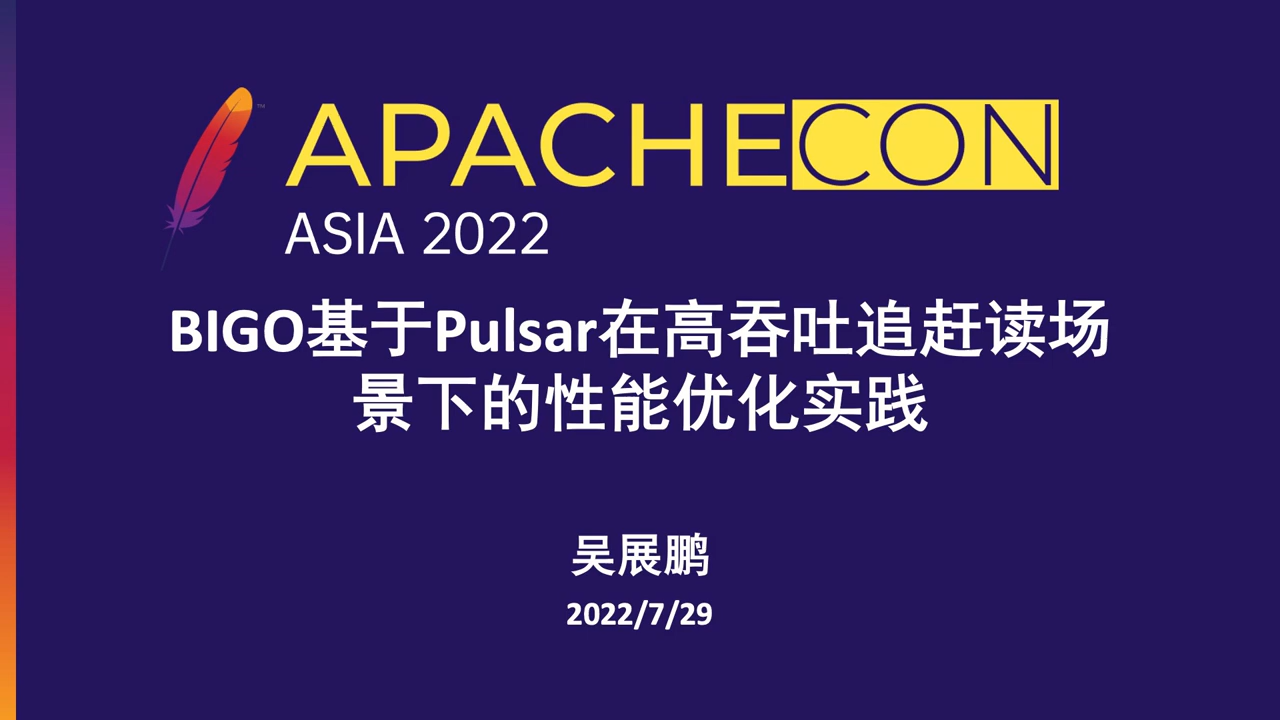 APACHECON
™
ASIA 2022
BIGO基于Pulsar在高吞吐追赶读场
景下的性能优化实践
吴展鹏
2022/7/29